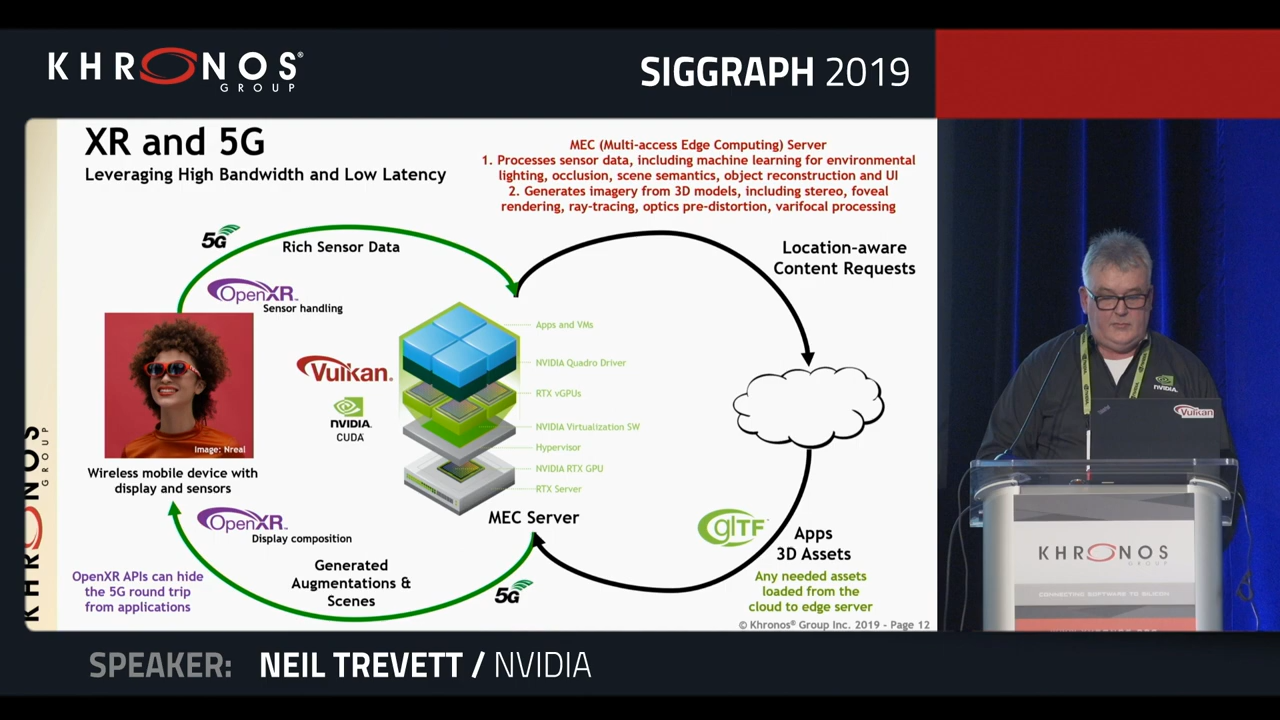 KHRONOS®
GROUP
SIGGRAPH 2019
XR and 5G
Leveraging High Bandwidth and Low Latency
MEC (Multi-access Edge Computing) Server
1. Processes sensor data, including machine learning for environmental
lighting, occlusion, scene semantics, object reconstruction and UI
2. Generates imagery from 3D models, including stereo, foveal
rendering, ray-tracing, optics pre-distortion, varifocal processing
5G
Rich Sensor Data
OpenXR™
Sensor handling
Location-aware
Content Requests
Image: Nreal
Wireless mobile device with
display and sensors
Vulkan®
NVIDIA.
CUDA
Apps and VMs
NVIDIA Quadro Driver
RTX vGPUs
NVIDIA Virtualization SW
Hypervisor
NVIDIA RTX GPU
RTX Server
MEC Server
OpenXR™
Display composition
OpenXR APIs can hide
the 5G round trip
from applications
Generated
Augmentations &
Scenes
5G
glTF™
Apps
3D Assets
Any needed assets
loaded from the
cloud to edge server
© Khronos® Group Inc. 2019 - Page 12
KHRONOS
GROUP
NVIDIA.
Vulkan
KHRONOS
GROUP
CONNECTING SOFTWARE TO SILICON
SPEAKER: NEIL TREVETT / NVIDIA